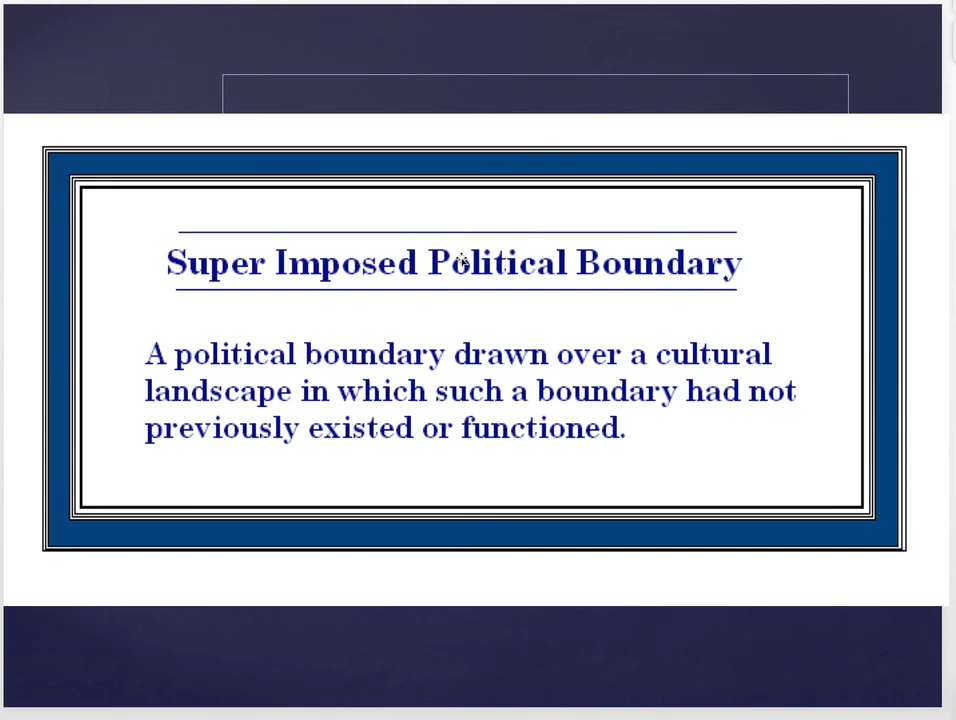 Super Imposed Political Boundary
A political boundary drawn over a cultural
landscape in which such a boundary had not
previously existed or functioned.